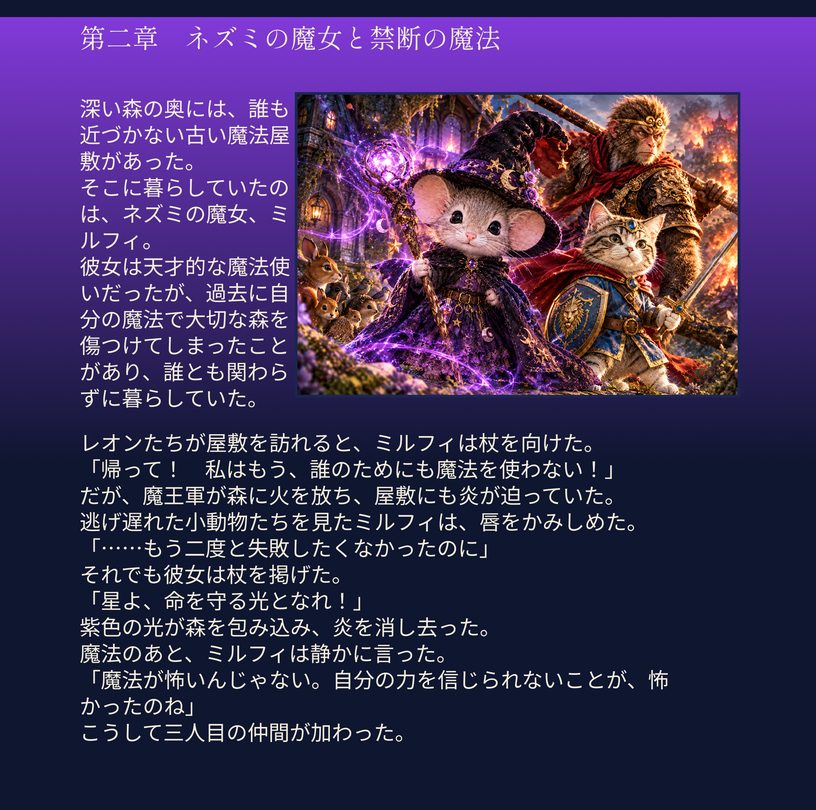 第二章　ネズミの魔女と禁断の魔法
深い森の奥には、誰も
近づかない古い魔法屋
敷があった。
そこに暮らしていたの
は、ネズミの魔女、ミ
ルフィ。
彼女は天才的な魔法使
いだったが、過去に自
分の魔法で大切な森を
傷つけてしまったこと
があり、誰とも関わら
ずに暮らしていた。
レオンたちが屋敷を訪れると、ミルフィは杖を向けた。
「帰って！　私はもう、誰のためにも魔法を使わない！」
だが、魔王軍が森に火を放ち、屋敷にも炎が迫っていた。
逃げ遅れた小動物たちを見たミルフィは、唇をかみしめた。
「……もう二度と失敗したくなかったのに」
それでも彼女は杖を掲げた。
「星よ、命を守る光となれ！」
紫色の光が森を包み込み、炎を消し去った。
魔法のあと、ミルフィは静かに言った。
「魔法が怖いんじゃない。自分の力を信じられないことが、怖
かったのね」
こうして三人目の仲間が加わった。